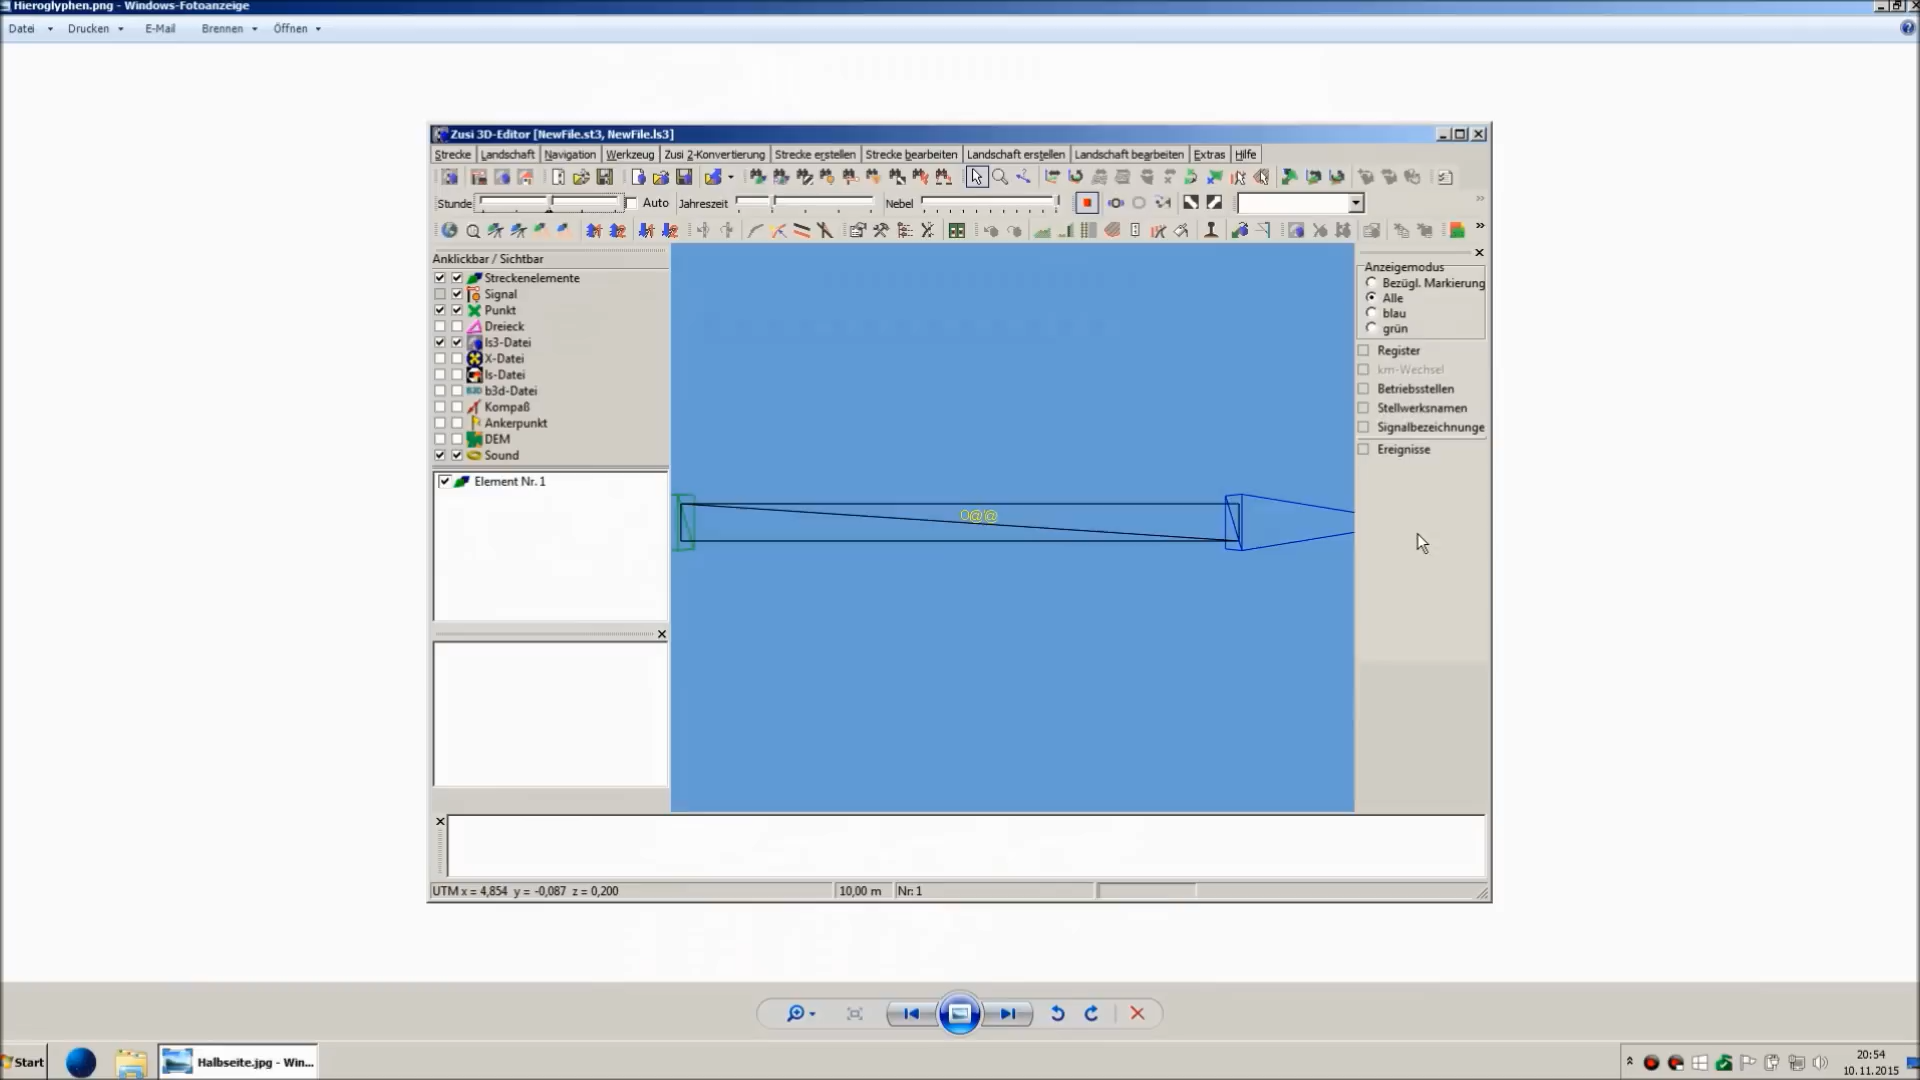 Hieroglyphen.png - Windows-Fotoanzeige
Datei Drucken E-Mail Brennen Öffnen
Zusi 3D-Editor [NewFile.st3, NewFile.ls3]
Strecke Landschaft Navigation Werkzeug Zusi 2-Konvertierung Strecke erstellen Strecke bearbeiten Landschaft erstellen Landschaft bearbeiten Extras Hilfe
Stunde Auto Jahreszeit Nebel
Anklickbar / Sichtbar
Streckenelemente
Signal
Punkt
Dreieck
ls3-Datei
X-Datei
ls-Datei
b3d-Datei
Kompaß
Ankerpunkt
DEM
Sound
Element Nr. 1
O@'@
Anzeigemodus
Bezügl. Markierung
Alle
blau
grün
Register
km-Wechsel
Betriebsstellen
Stellwerksnamen
Signalbezeichnunge
Ereignisse
UTM x = 4,854 y = -0,087 z = 0,200 10,00 m Nr: 1
Start Halbseite.jpg - Win...
20:54
10.11.2015